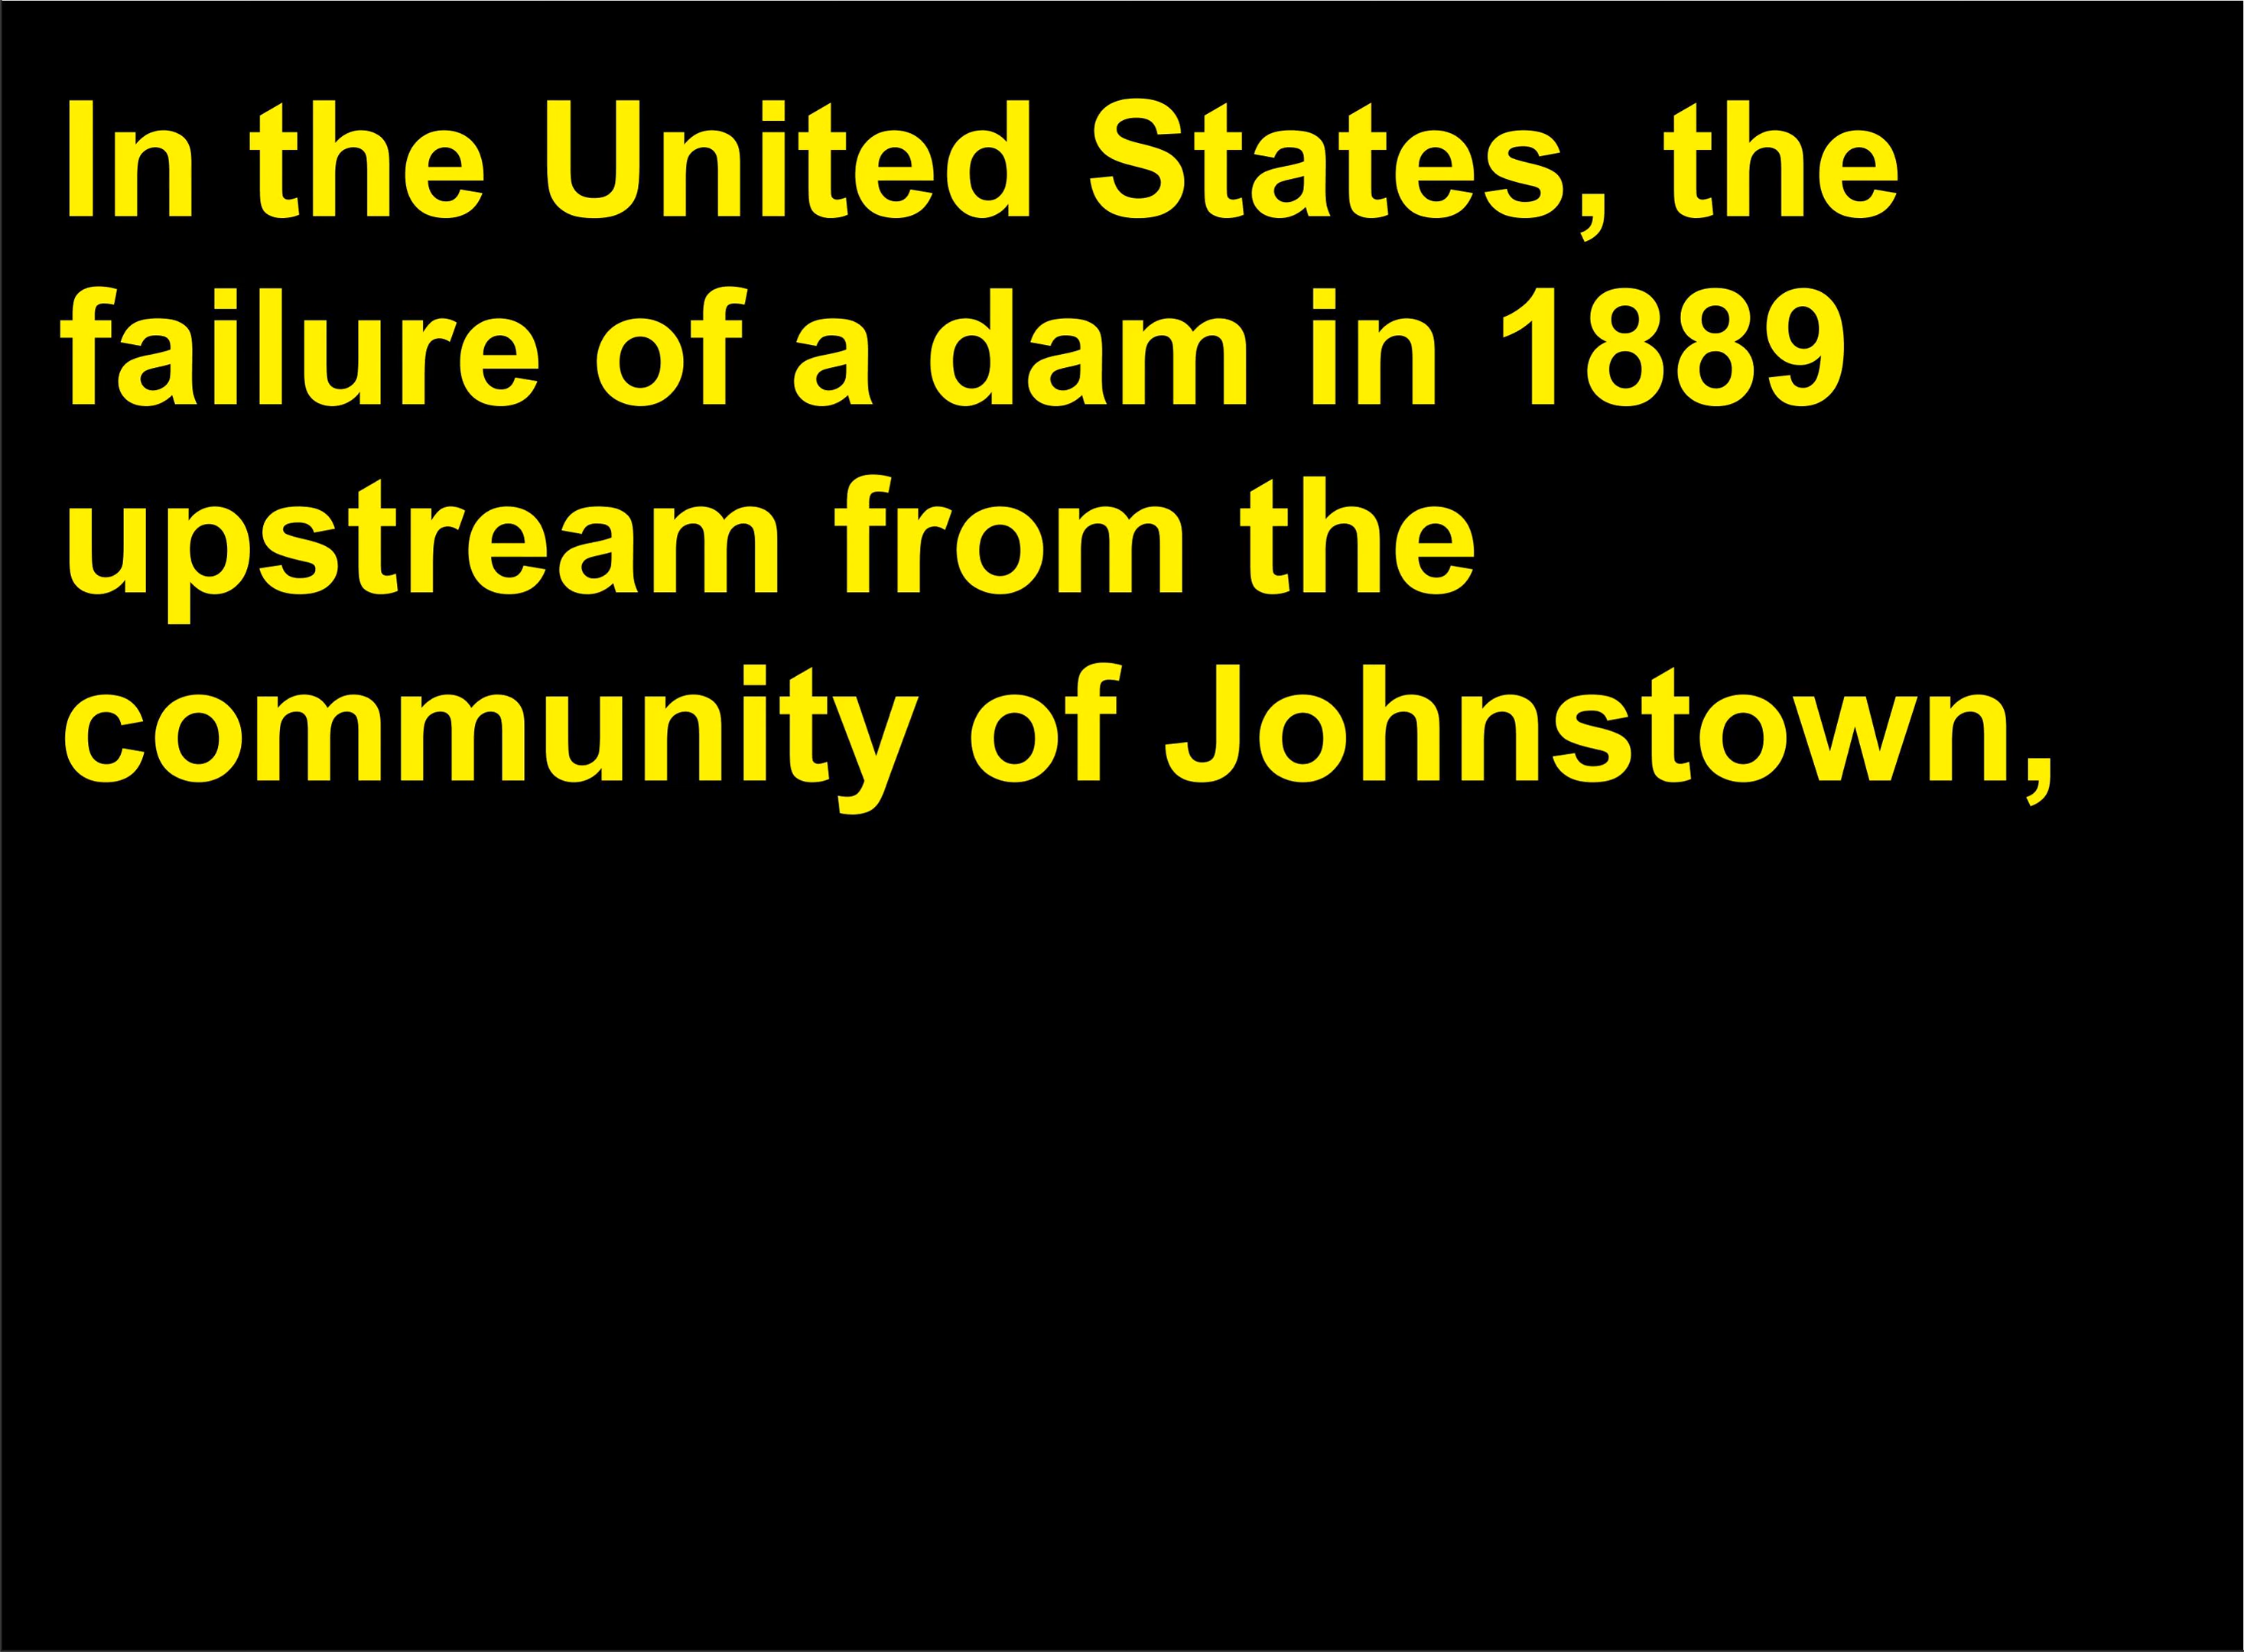 In the United States, the
failure of a dam in 1889
upstream from the
community of Johnstown,